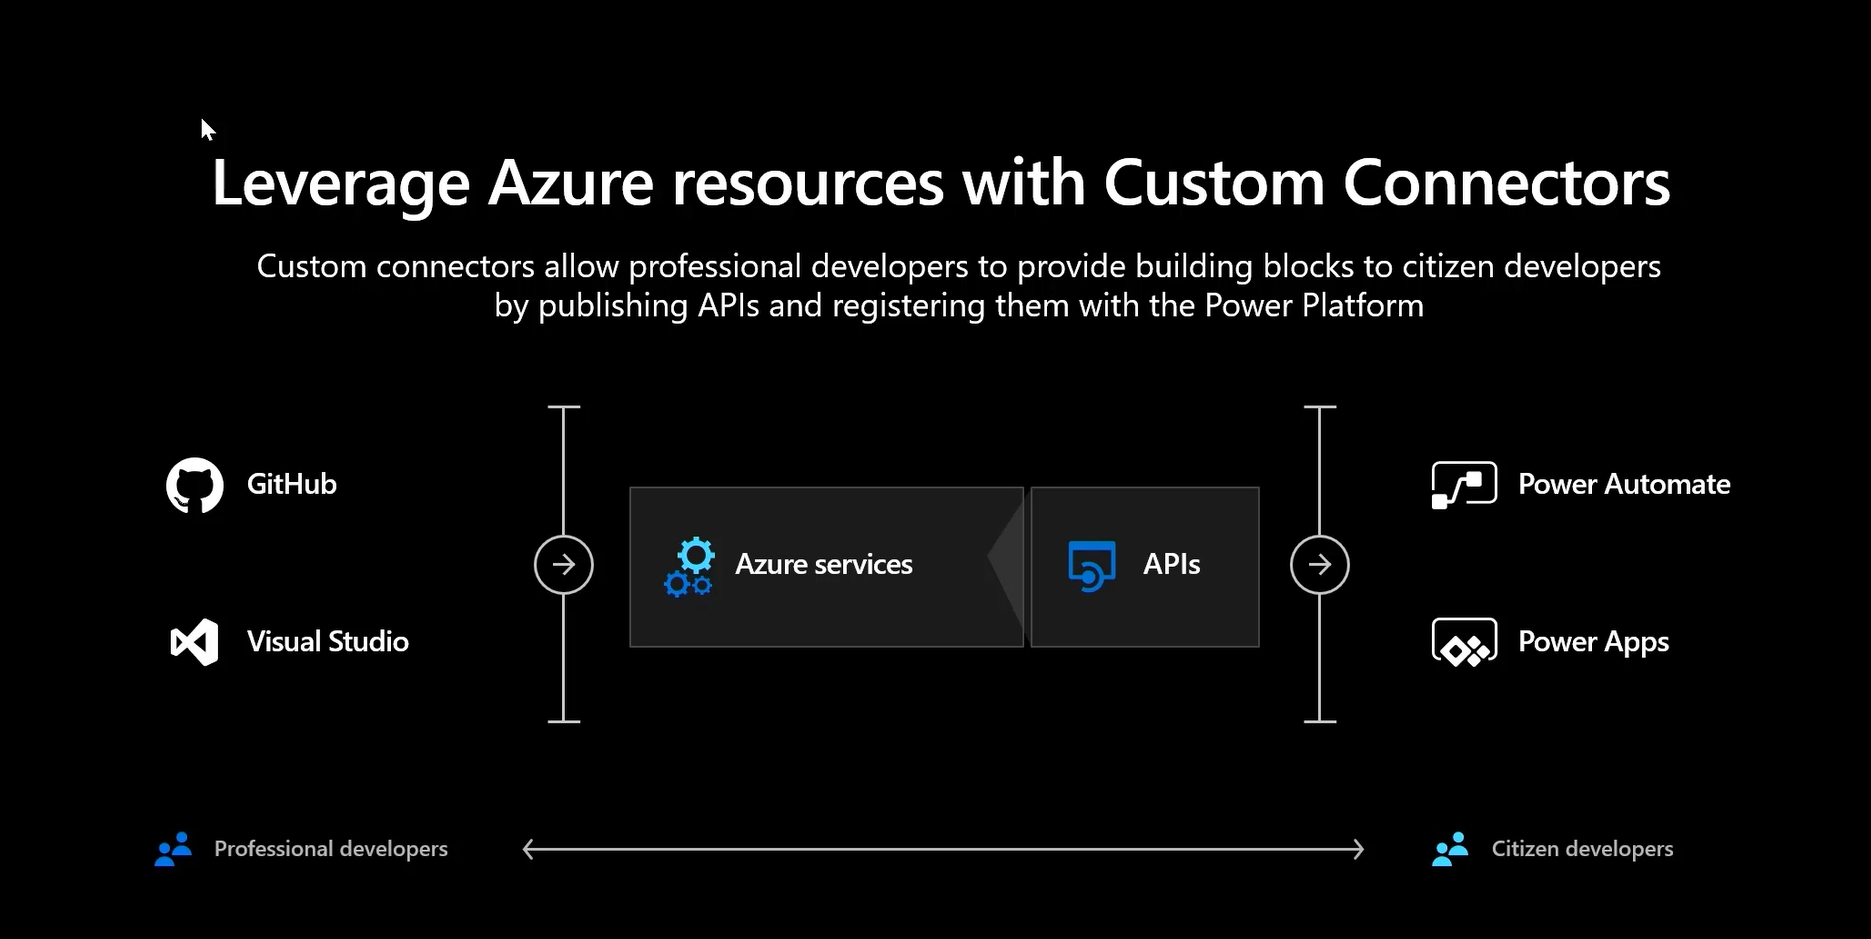 Leverage Azure resources with Custom Connectors
Custom connectors allow professional developers to provide building blocks to citizen developers
by publishing APIs and registering them with the Power Platform
GitHub
Visual Studio
Azure services
APIs
Power Automate
Power Apps
Professional developers
Citizen developers